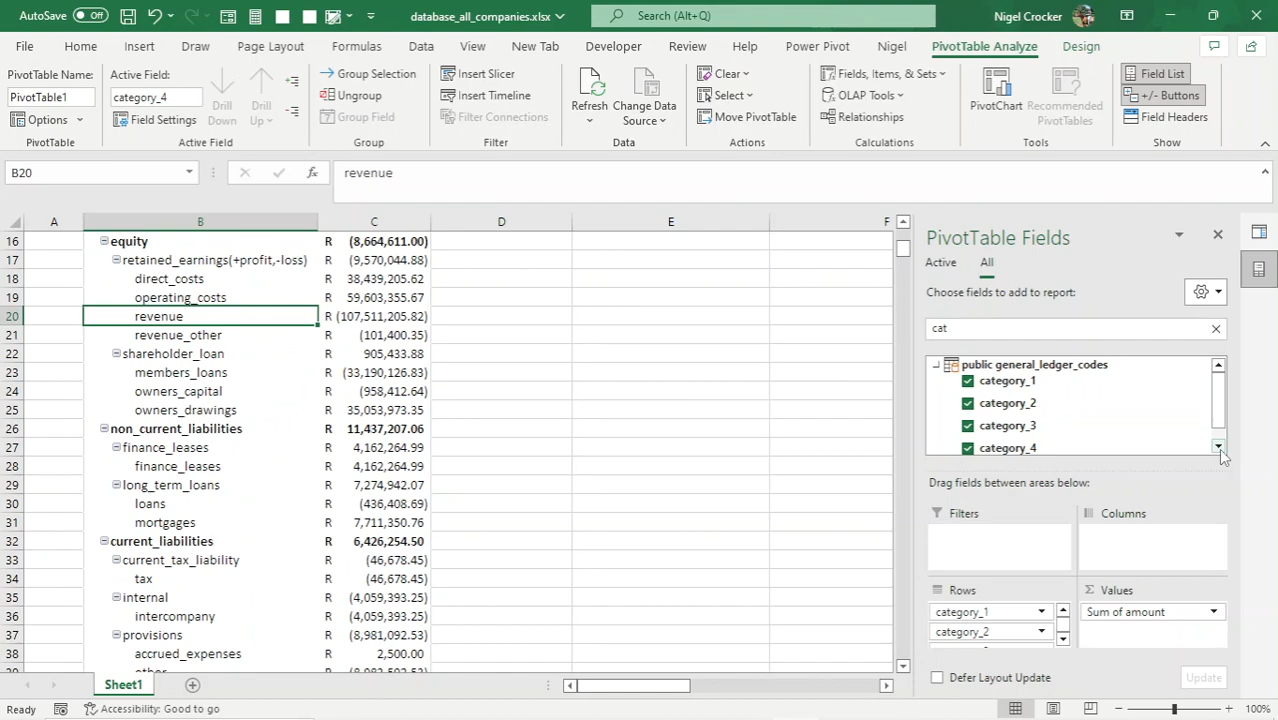 AutoSave Off database_all_companies.xlsx Search (Alt+Q) Nigel Crocker
File Home Insert Draw Page Layout Formulas Data View New Tab Developer Review Help Power Pivot Nigel PivotTable Analyze Design
PivotTable Name:
PivotTable1
Options
PivotTable
Active Field:
category_4
Field Settings
Drill Down
Drill Up
Active Field
Group Selection
Ungroup
Group Field
Group
Insert Slicer
Insert Timeline
Filter Connections
Filter
Refresh
Change Data Source
Data
Clear
Select
Move PivotTable
Actions
Fields, Items, & Sets
OLAP Tools
Relationships
Calculations
PivotChart
Recommended PivotTables
Tools
Field List
+/- Buttons
Field Headers
Show
B20 fx revenue
A B C D E F
16 equity R (8,664,611.00)
17 retained_earnings(+profit,-loss) R (9,570,044.88)
18 direct_costs R 38,439,205.62
19 operating_costs R 59,603,355.67
20 revenue R (107,511,205.82)
21 revenue_other R (101,400.35)
22 shareholder_loan R 905,433.88
23 members_loans R (33,190,126.83)
24 owners_capital R (958,412.64)
25 owners_drawings R 35,053,973.35
26 non_current_liabilities R 11,437,207.06
27 finance_leases R 4,162,264.99
28 finance_leases R 4,162,264.99
29 long_term_loans R 7,274,942.07
30 loans R (436,408.69)
31 mortgages R 7,711,350.76
32 current_liabilities R 6,426,254.50
33 current_tax_liability R (46,678.45)
34 tax R (46,678.45)
35 internal R (4,059,393.25)
36 intercompany R (4,059,393.25)
37 provisions R (8,981,092.53)
38 accrued_expenses R 2,500.00
PivotTable Fields
Active All
Choose fields to add to report:
cat
public general_ledger_codes
category_1
category_2
category_3
category_4
Drag fields between areas below:
Filters
Columns
Rows
category_1
category_2
Σ Values
Sum of amount
Defer Layout Update Update
Sheet1
Ready Accessibility: Good to go 100%